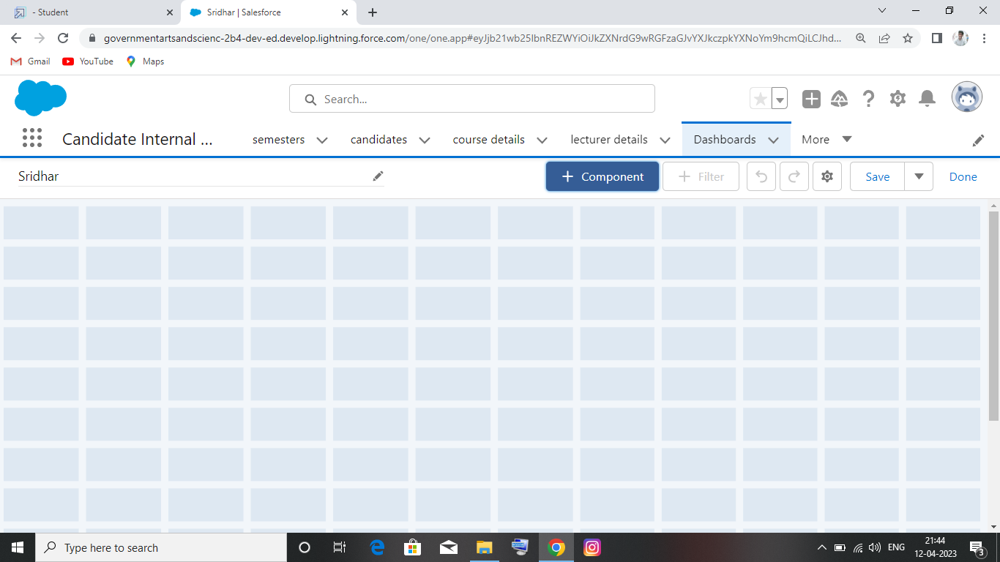 - Student
Sridhar | Salesforce
governmentartsandscienc-2b4-dev-ed.develop.lightning.force.com/one/one.app#eyJjb21wb25lbnREZWYiOiJkZXNrdG9wRGFzaGJvYXJkczpkYXNoYm9hcmQiLCJhd...
Gmail
YouTube
Maps
Search...
Candidate Internal ...
semesters
candidates
course details
lecturer details
Dashboards
More
Sridhar
+ Component
+ Filter
Save
Done
Type here to search
ENG
21:44
12-04-2023
3